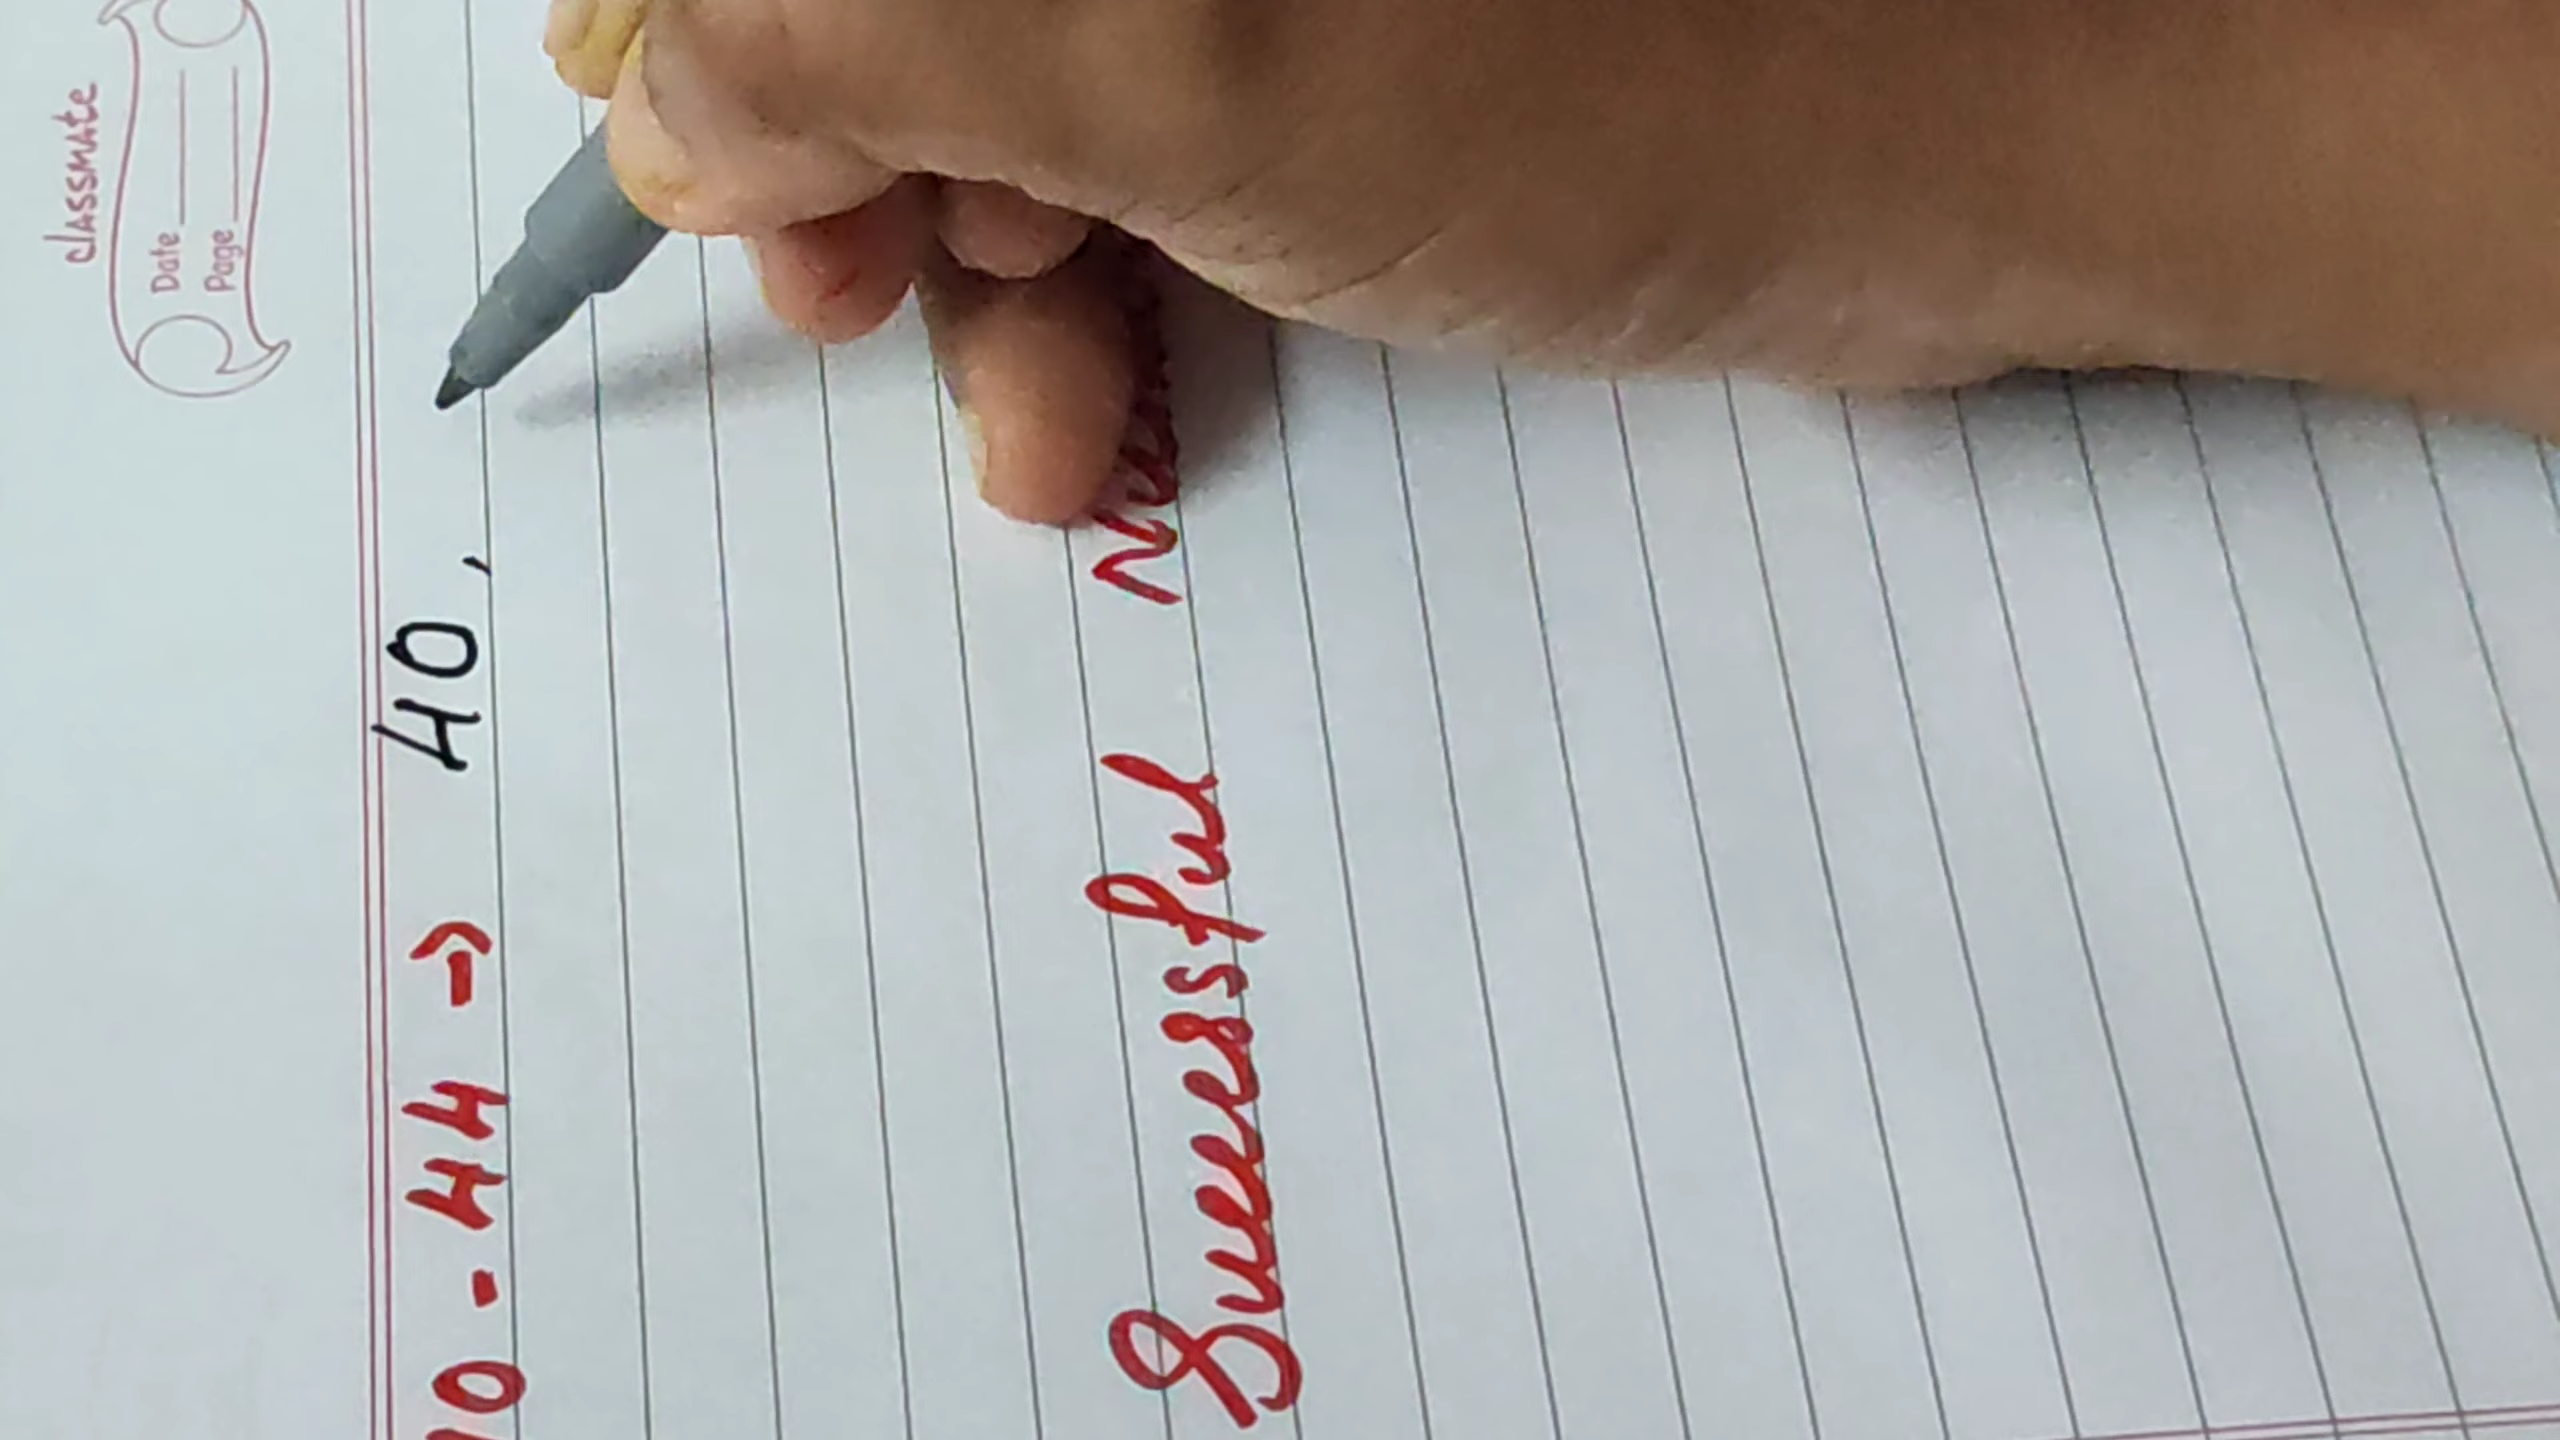 classmate
Date
Page
0 - 44 → 40,
Successful